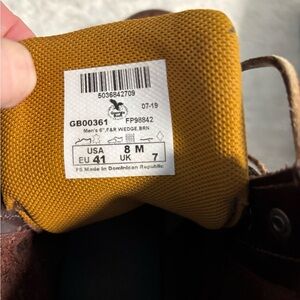 5036842709
07-19
GB00361 FP98842
Men's 6", F&R WEDGE, BRN
USA 8 M
EU 41 UK 7
Made in Dominican Republic